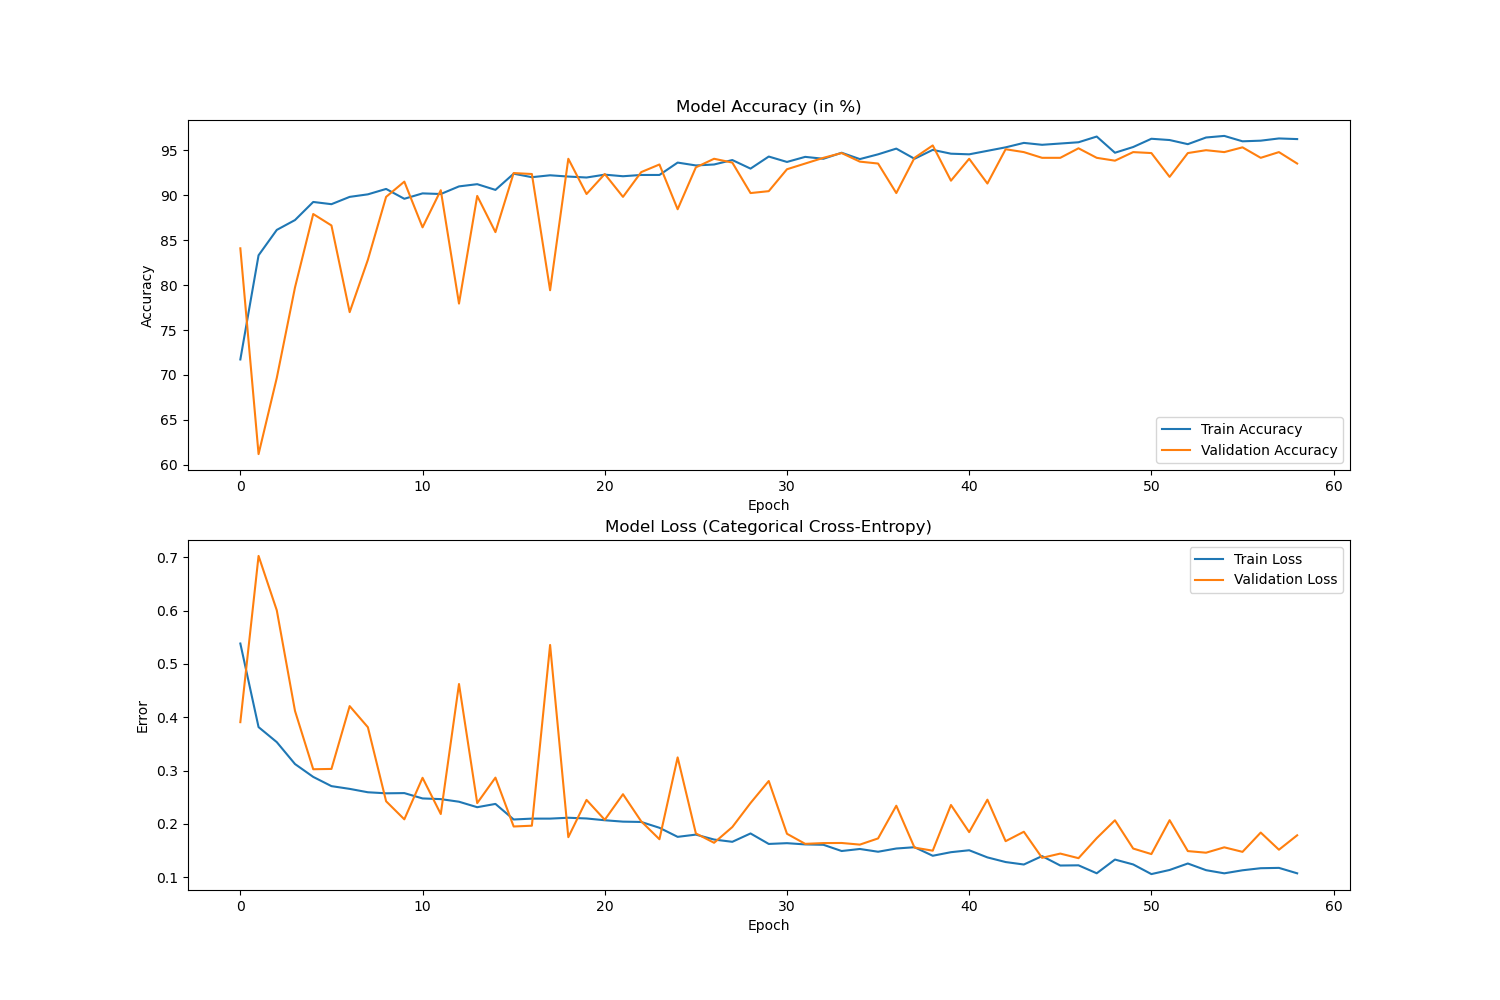 Model Accuracy (in %)
95
90
85
80
75
70
65
60
Accuracy
Train Accuracy
Validation Accuracy
0 10 20 30 40 50 60
Epoch
Model Loss (Categorical Cross-Entropy)
0.7
0.6
0.5
0.4
0.3
0.2
0.1
Error
Train Loss
Validation Loss
0 10 20 30 40 50 60
Epoch